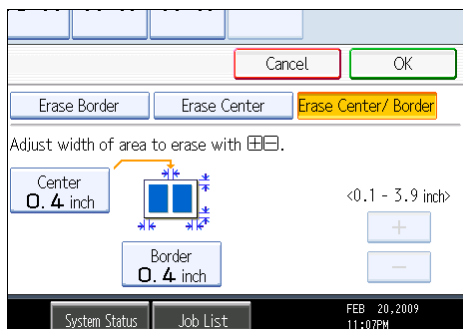 Cancel OK
Erase Border Erase Center Erase Center/ Border
Adjust width of area to erase with ⊞⊟.
Center
0.4 inch
<0.1 - 3.9 inch>
+
Border
0.4 inch
−
System Status Job List
FEB 20,2009
11:07PM